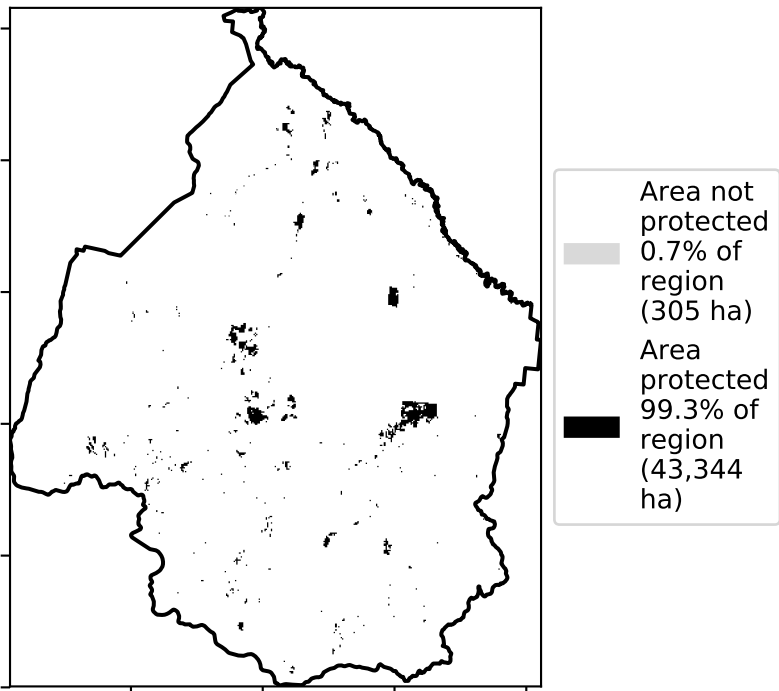 Area not
protected
0.7% of
region
(305 ha)
Area
protected
99.3% of
region
(43,344
ha)